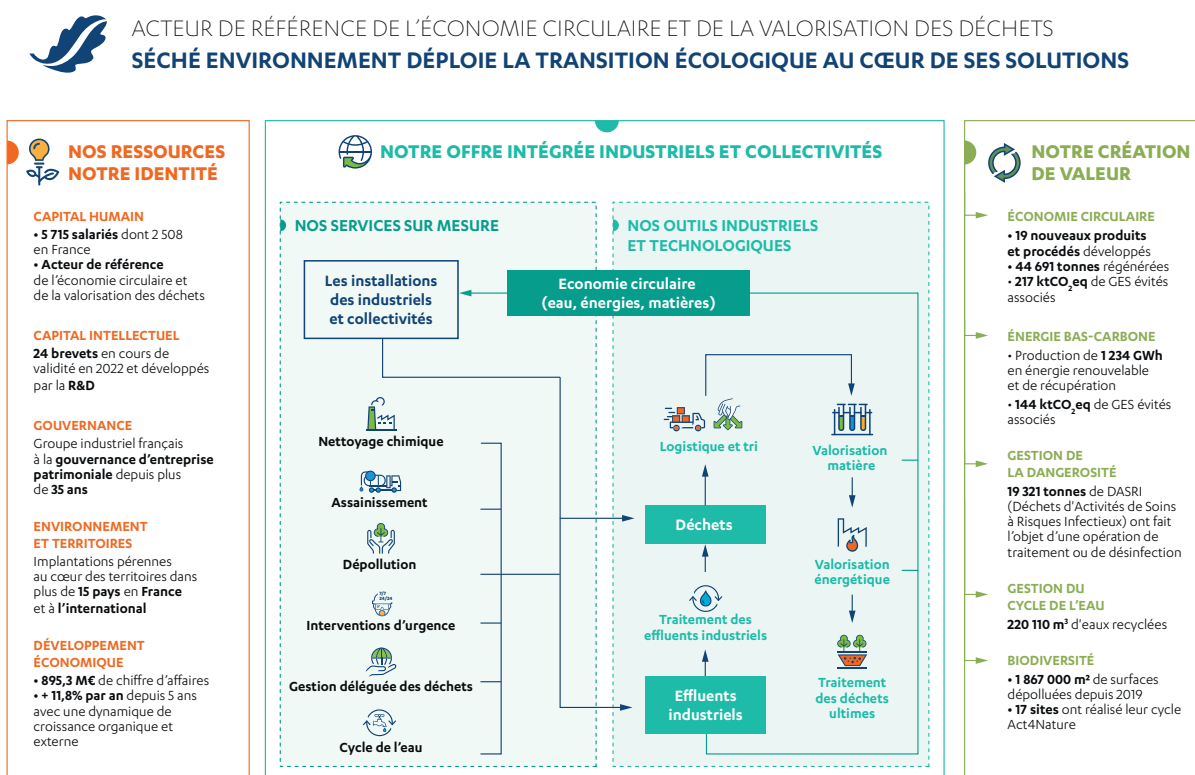 ACTEUR DE RÉFÉRENCE DE L'ÉCONOMIE CIRCULAIRE ET DE LA VALORISATION DES DÉCHETS
SÉCHÉ ENVIRONNEMENT DÉPLOIE LA TRANSITION ÉCOLOGIQUE AU CŒUR DE SES SOLUTIONS
NOS RESSOURCES
NOTRE IDENTITÉ
CAPITAL HUMAIN
• 5 715 salariés dont 2 508
en France
• Acteur de référence
de l'économie circulaire et
de la valorisation des déchets
CAPITAL INTELLECTUEL
24 brevets en cours de
validité en 2022 et développés
par la R&D
GOUVERNANCE
Groupe industriel français
à la gouvernance d'entreprise
patrimoniale depuis plus
de 35 ans
ENVIRONNEMENT
ET TERRITOIRES
Implantations pérennes
au cœur des territoires dans
plus de 15 pays en France
et à l'international
DÉVELOPPEMENT
ÉCONOMIQUE
• 895,3 M€ de chiffre d'affaires
• + 11,8% par an depuis 5 ans
avec une dynamique de
croissance organique et
externe
NOTRE OFFRE INTÉGRÉE INDUSTRIELS ET COLLECTIVITÉS
NOS SERVICES SUR MESURE
Les installations
des industriels
et collectivités
Nettoyage chimique
Assainissement
Dépollution
7/7
24/24
Interventions d'urgence
Gestion déléguée des déchets
Cycle de l'eau
NOS OUTILS INDUSTRIELS
ET TECHNOLOGIQUES
Economie circulaire
(eau, énergies, matières)
Logistique et tri
Déchets
Traitement des
effluents industriels
Effluents
industriels
Valorisation
matière
Valorisation
énergétique
Traitement
des déchets
ultimes
NOTRE CRÉATION
DE VALEUR
ÉCONOMIE CIRCULAIRE
• 19 nouveaux produits
et procédés développés
• 44 691 tonnes régénérées
• 217 ktCO₂eq de GES évités
associés
ÉNERGIE BAS-CARBONE
• Production de 1 234 GWh
en énergie renouvelable
et de récupération
• 144 ktCO₂eq de GES évités
associés
GESTION DE
LA DANGEROSITÉ
19 321 tonnes de DASRI
(Déchets d'Activités de Soins
à Risques Infectieux) ont fait
l'objet d'une opération de
traitement ou de désinfection
GESTION DU
CYCLE DE L'EAU
220 110 m³ d'eaux recyclées
BIODIVERSITÉ
• 1 867 000 m² de surfaces
dépolluées depuis 2019
• 17 sites ont réalisé leur cycle
Act4Nature